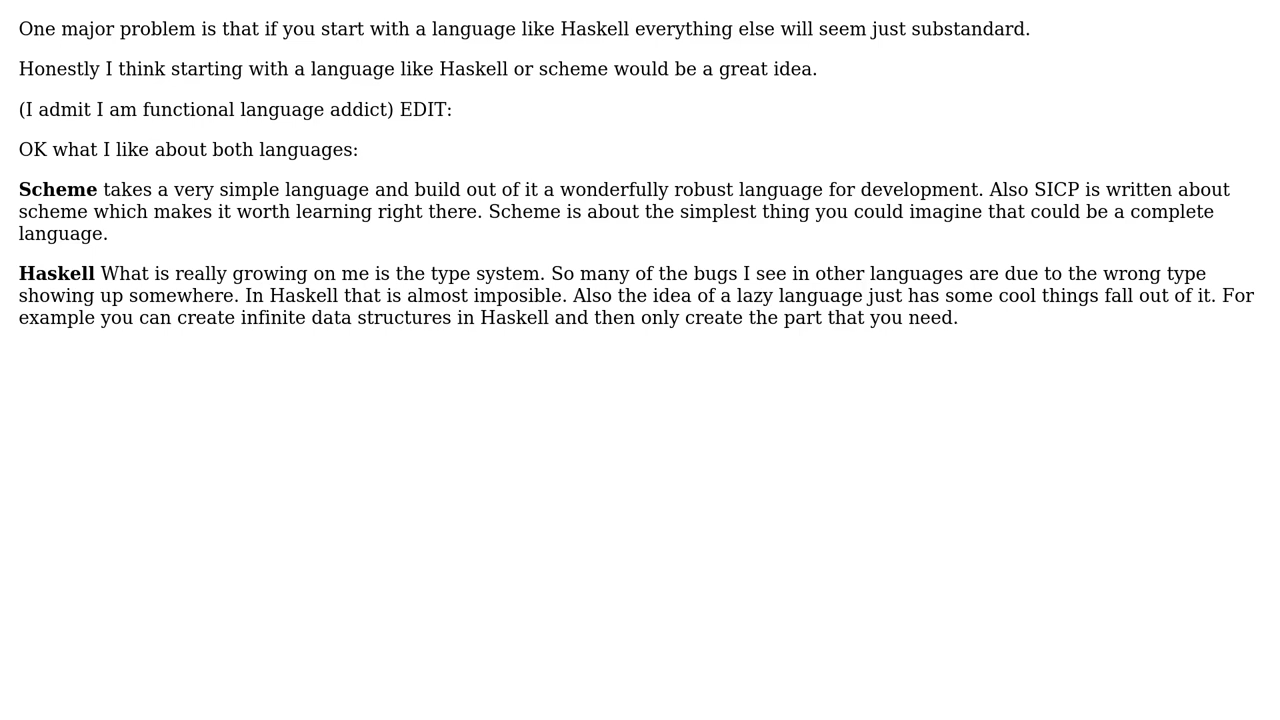 One major problem is that if you start with a language like Haskell everything else will seem just substandard.
Honestly I think starting with a language like Haskell or scheme would be a great idea.
(I admit I am functional language addict) EDIT:
OK what I like about both languages:
Scheme takes a very simple language and build out of it a wonderfully robust language for development. Also SICP is written about
scheme which makes it worth learning right there. Scheme is about the simplest thing you could imagine that could be a complete
language.
Haskell What is really growing on me is the type system. So many of the bugs I see in other languages are due to the wrong type
showing up somewhere. In Haskell that is almost imposible. Also the idea of a lazy language just has some cool things fall out of it. For
example you can create infinite data structures in Haskell and then only create the part that you need.